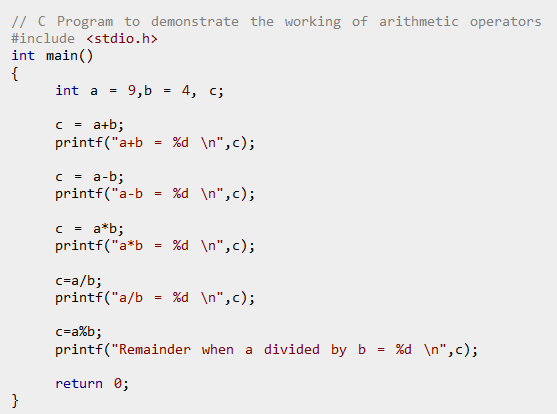 // C Program to demonstrate the working of arithmetic operators
#include <stdio.h>
int main()
{
int a = 9,b = 4, c;
c = a+b;
printf("a+b = %d \n",c);
c = a-b;
printf("a-b = %d \n",c);
c = a*b;
printf("a*b = %d \n",c);
c=a/b;
printf("a/b = %d \n",c);
c=a%b;
printf("Remainder when a divided by b = %d \n",c);
return 0;
}